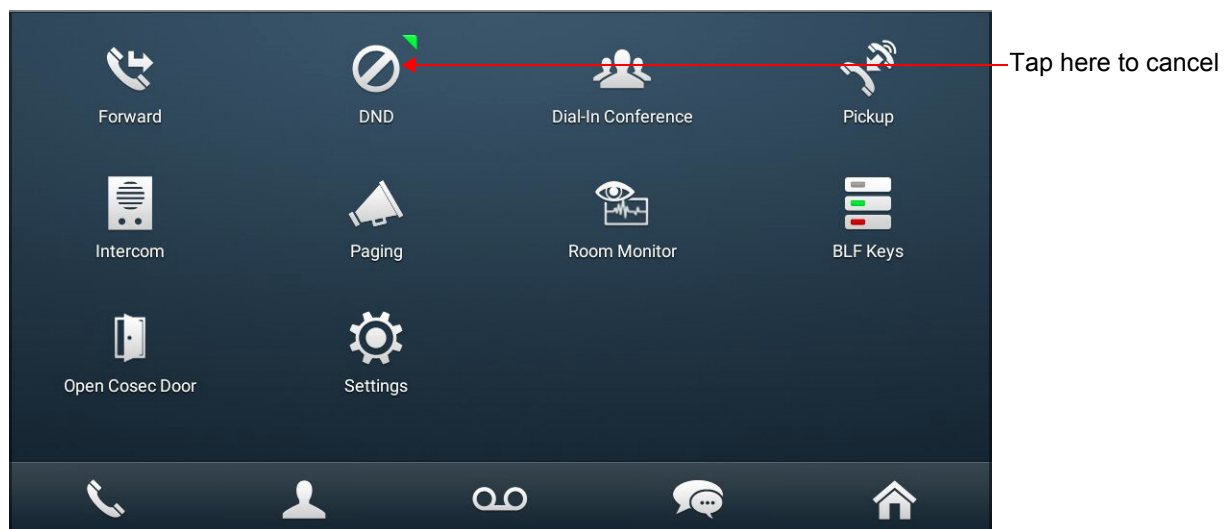 Tap here to cancel
Forward
DND
Dial-In Conference
Pickup
Intercom
Paging
Room Monitor
BLF Keys
Open Cosec Door
Settings